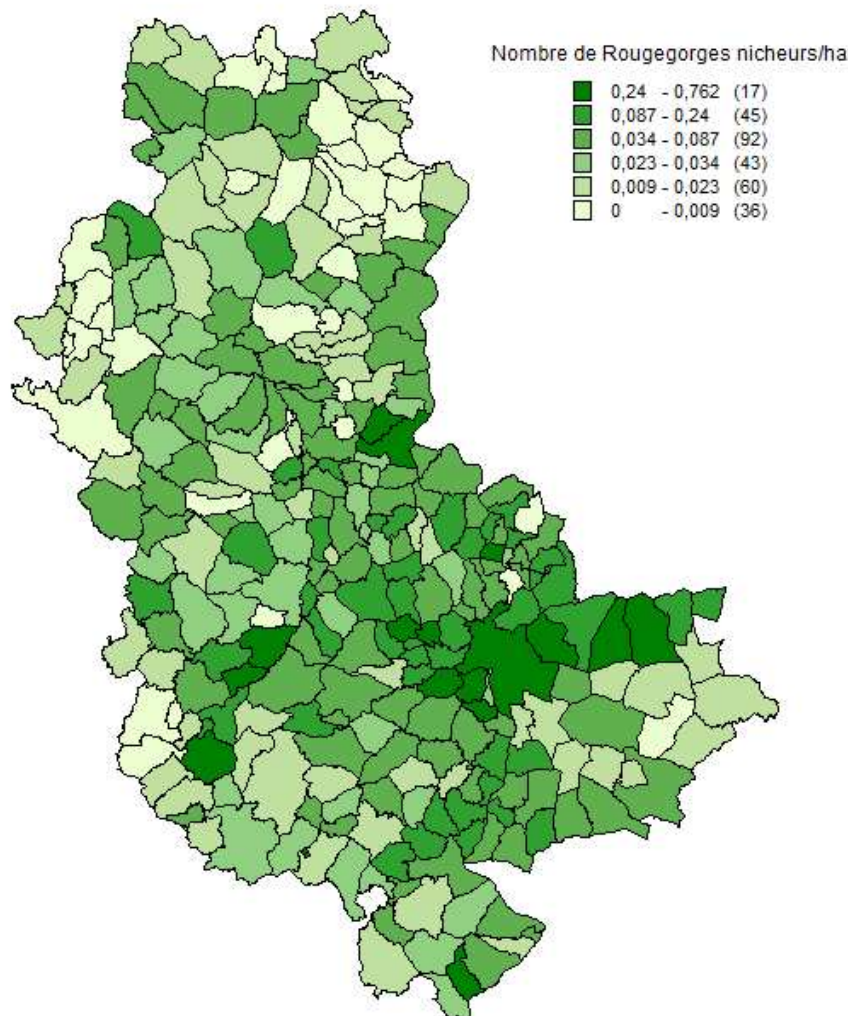 Nombre de Rougegorges nicheurs/ha
0,24 - 0,762 (17)
0,087 - 0,24 (45)
0,034 - 0,087 (92)
0,023 - 0,034 (43)
0,009 - 0,023 (60)
0 - 0,009 (36)